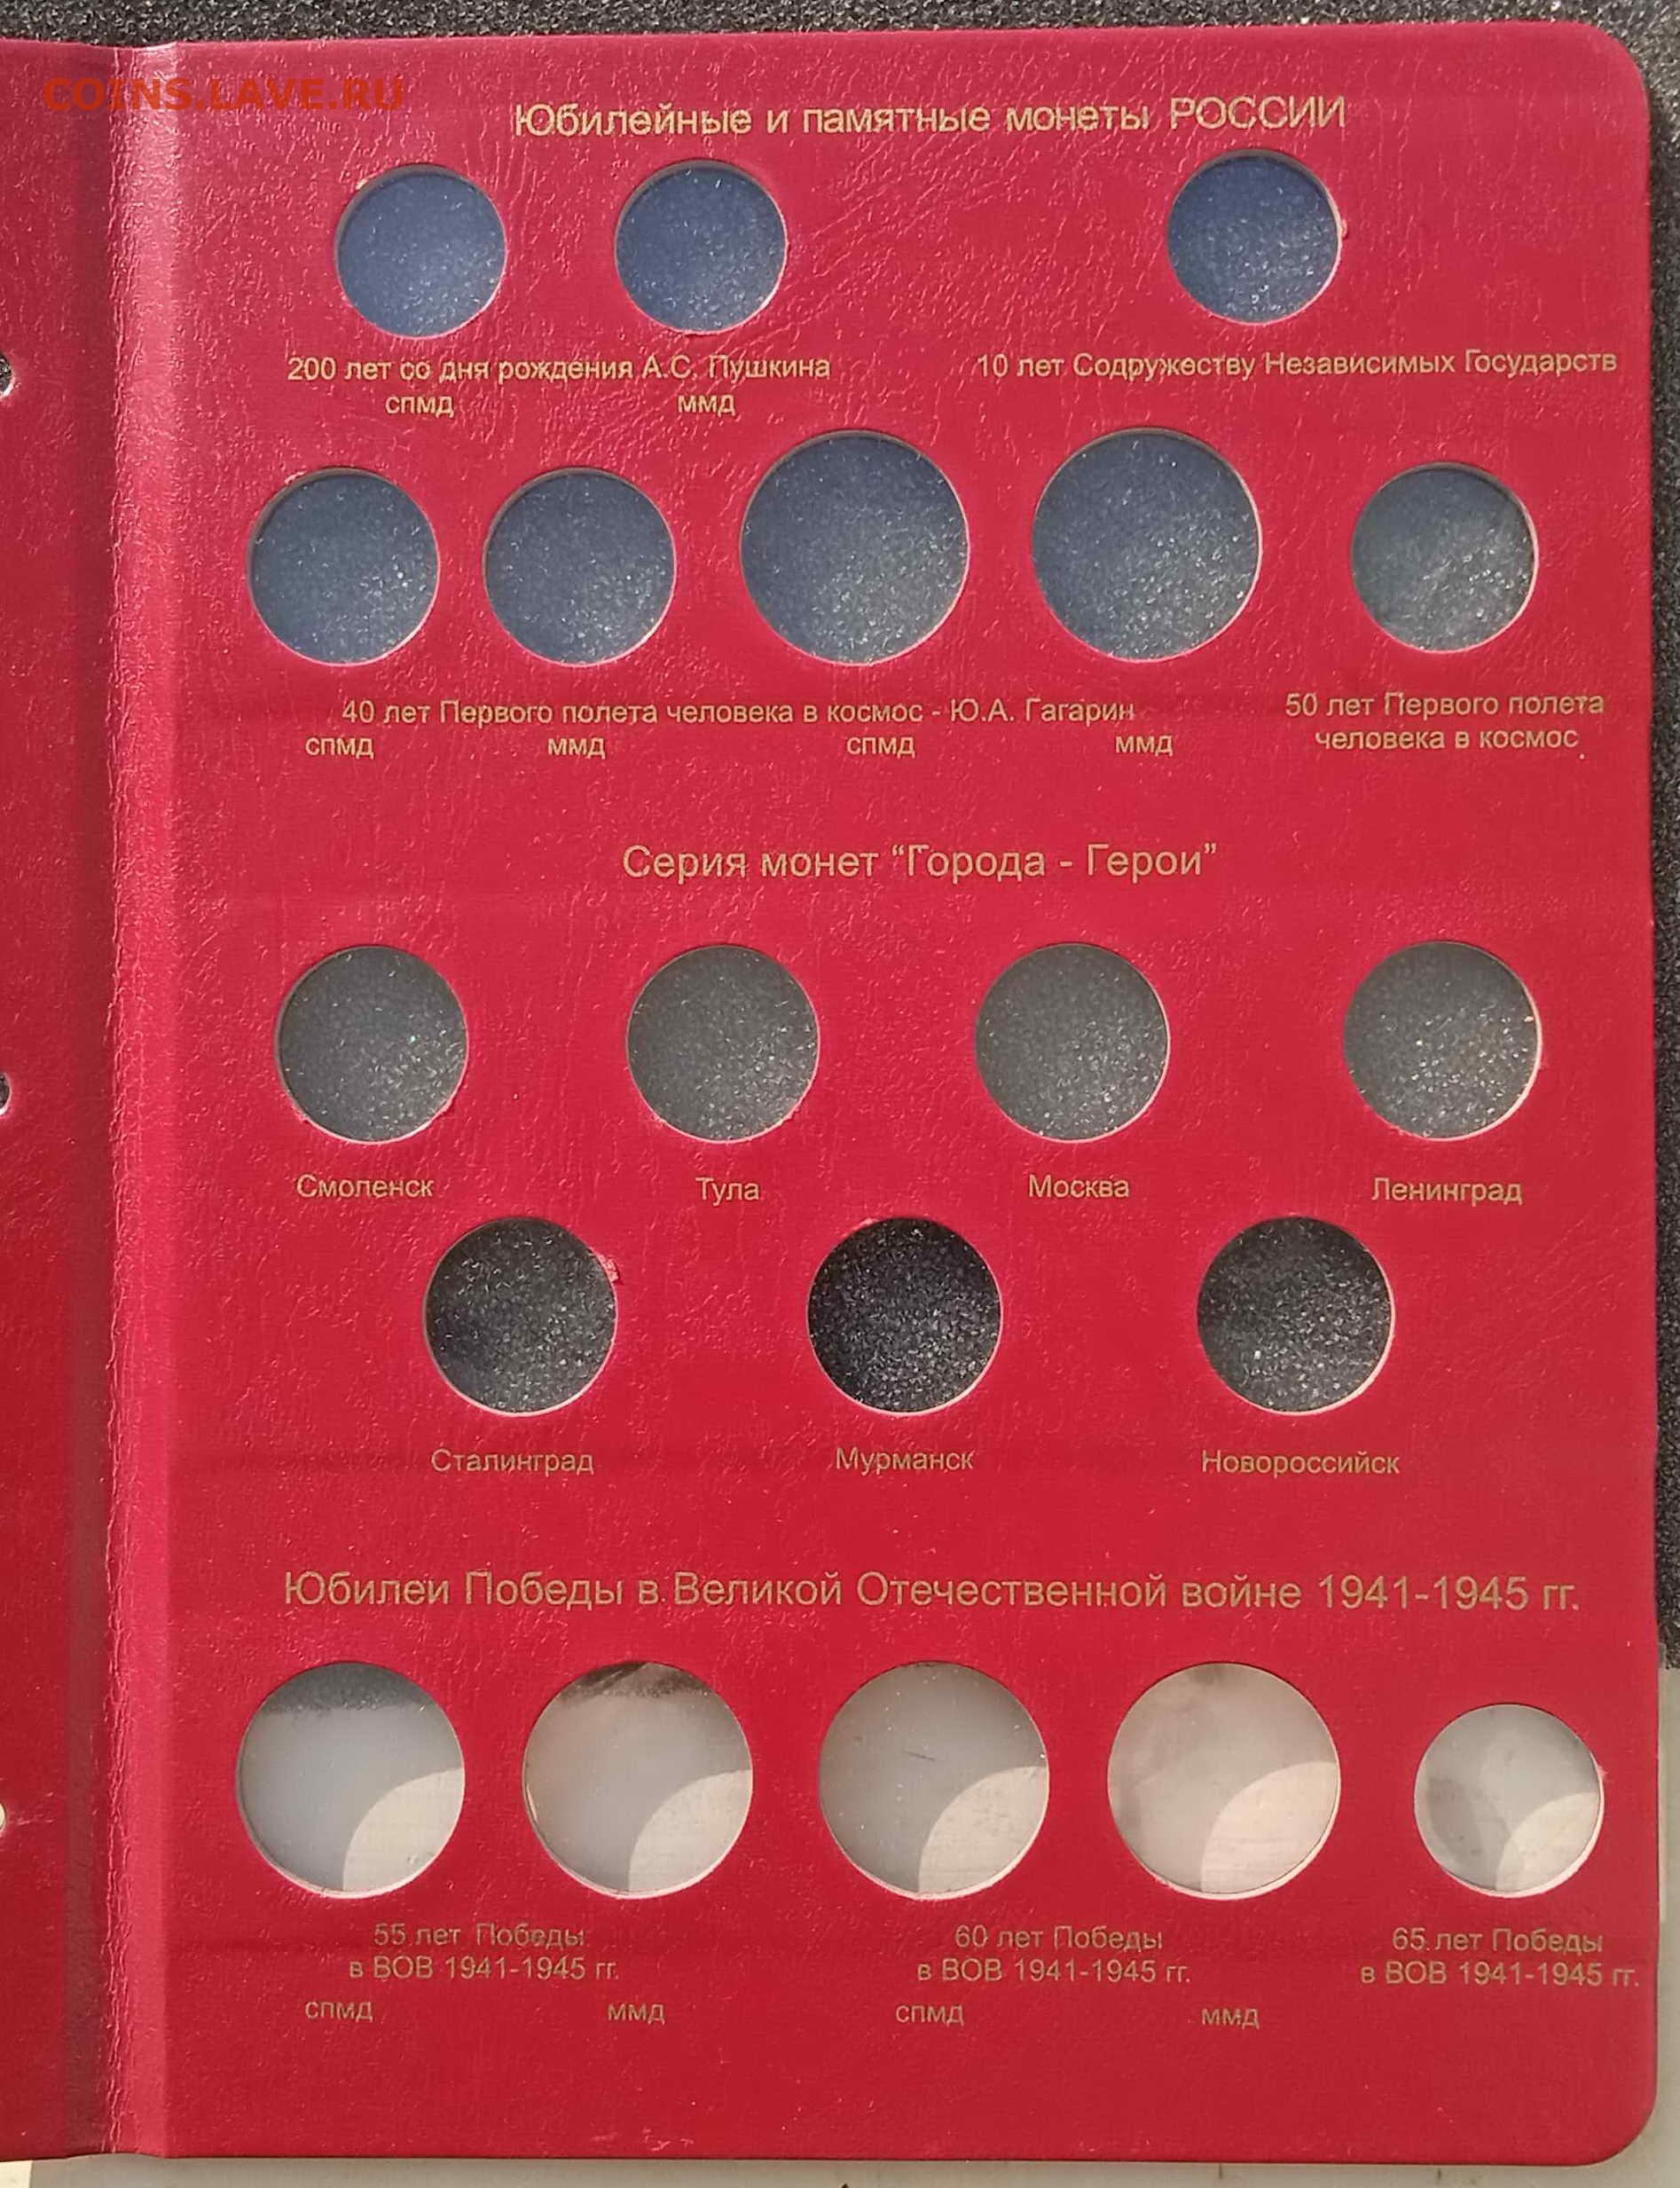 COINS.LAVE.RU
Юбилейные и памятные монеты РОССИИ
200 лет со дня рождения А.С. Пушкина
спмд ммд
10 лет Содружеству Независимых Государств
40 лет Первого полета человека в космос - Ю.А. Гагарин
спмд ммд спмд ммд
50 лет Первого полета
человека в космос
Серия монет “Города - Герои”
Смоленск Тула Москва Ленинград
Сталинград Мурманск Новороссийск
Юбилеи Победы в Великой Отечественной войне 1941-1945 гг.
55 лет Победы
в ВОВ 1941-1945 гг.
спмд ммд
60 лет Победы
в ВОВ 1941-1945 гг.
спмд ммд
65 лет Победы
в ВОВ 1941-1945 гг.